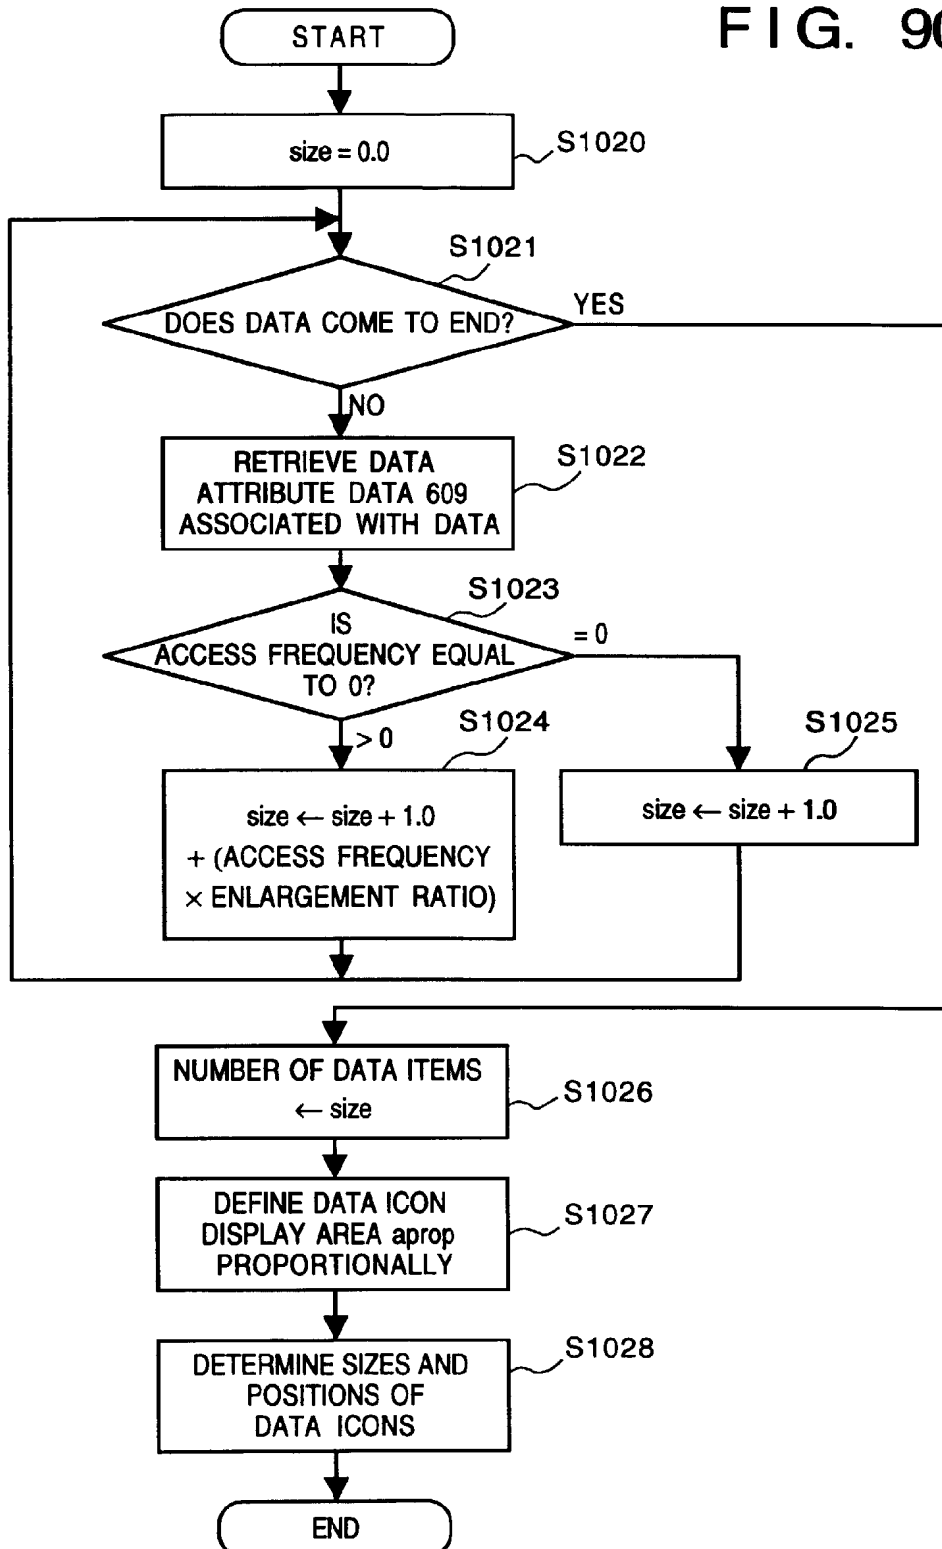 FIG. 90
START
size = 0.0
S1020
S1021
DOES DATA COME TO END?
YES
NO
RETRIEVE DATA
ATTRIBUTE DATA 609
ASSOCIATED WITH DATA
S1022
S1023
IS
ACCESS FREQUENCY EQUAL
TO 0?
= 0
> 0
S1024
size ← size + 1.0
+ (ACCESS FREQUENCY
× ENLARGEMENT RATIO)
S1025
size ← size + 1.0
NUMBER OF DATA ITEMS
← size
S1026
DEFINE DATA ICON
DISPLAY AREA aprop
PROPORTIONALLY
S1027
DETERMINE SIZES AND
POSITIONS OF
DATA ICONS
S1028
END